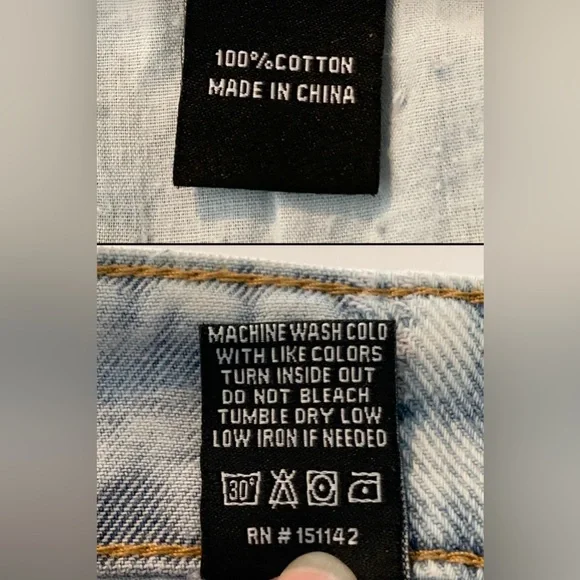 100% COTTON
MADE IN CHINA
MACHINE WASH COLD
WITH LIKE COLORS
TURN INSIDE OUT
DO NOT BLEACH
TUMBLE DRY LOW
LOW IRON IF NEEDED
30°
RN # 151142